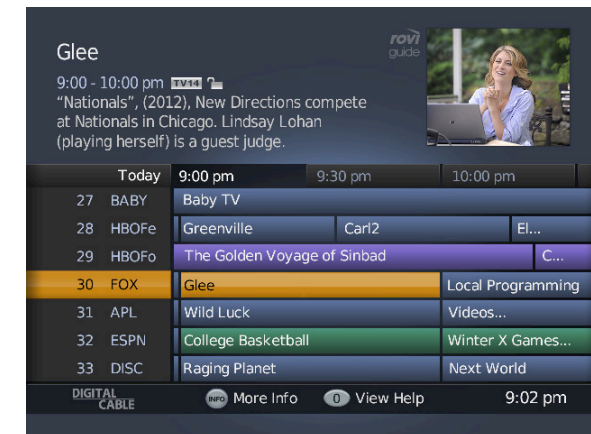 Glee
rovi
guide
9:00 - 10:00 pm TV14
“Nationals”, (2012), New Directions compete
at Nationals in Chicago. Lindsay Lohan
(playing herself) is a guest judge.
Today 9:00 pm 9:30 pm 10:00 pm
27 BABY Baby TV
28 HBOFe Greenville Carl2 El...
29 HBOFo The Golden Voyage of Sinbad C...
30 FOX Glee Local Programming
31 APL Wild Luck Videos...
32 ESPN College Basketball Winter X Games...
33 DISC Raging Planet Next World
DIGITAL
CABLE
INFO More Info 0 View Help 9:02 pm